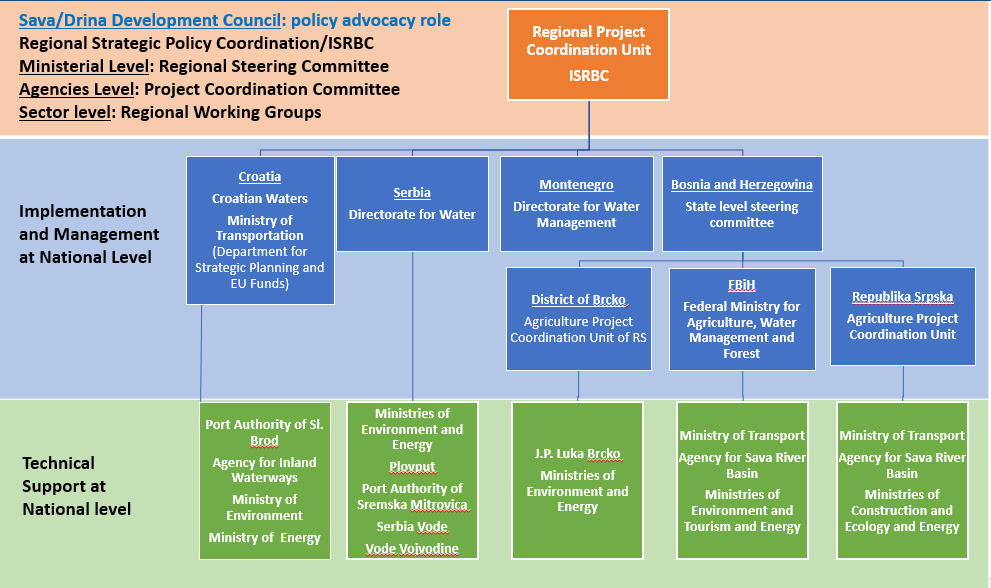 Sava/Drina Development Council: policy advocacy role
Regional Strategic Policy Coordination/ISRBC
Ministerial Level: Regional Steering Committee
Agencies Level: Project Coordination Committee
Sector level: Regional Working Groups
Regional Project
Coordination Unit
ISRBC
Implementation
and Management
at National Level
Croatia
Croatian Waters
Ministry of
Transportation
(Department for
Strategic Planning and
EU Funds)
Serbia
Directorate for Water
Montenegro
Directorate for Water
Management
Bosnia and Herzegovina
State level steering
committee
District of Brcko
Agriculture Project
Coordination Unit of RS
FBiH
Federal Ministry for
Agriculture, Water
Management and
Forest
Republika Srpska
Agriculture Project
Coordination Unit
Technical
Support at
National level
Port Authority of Sl.
Brod
Agency for Inland
Waterways
Ministry of
Environment
Ministry of Energy
Ministries of
Environment and
Energy
Plovput
Port Authority of
Sremska Mitrovica
Serbia Vode
Vode Vojvodine
J.P. Luka Brcko
Ministries of
Environment and
Energy
Ministry of Transport
Agency for Sava River
Basin
Ministries of
Environment and
Tourism and Energy
Ministry of Transport
Agency for Sava River
Basin
Ministries of
Construction and
Ecology and Energy